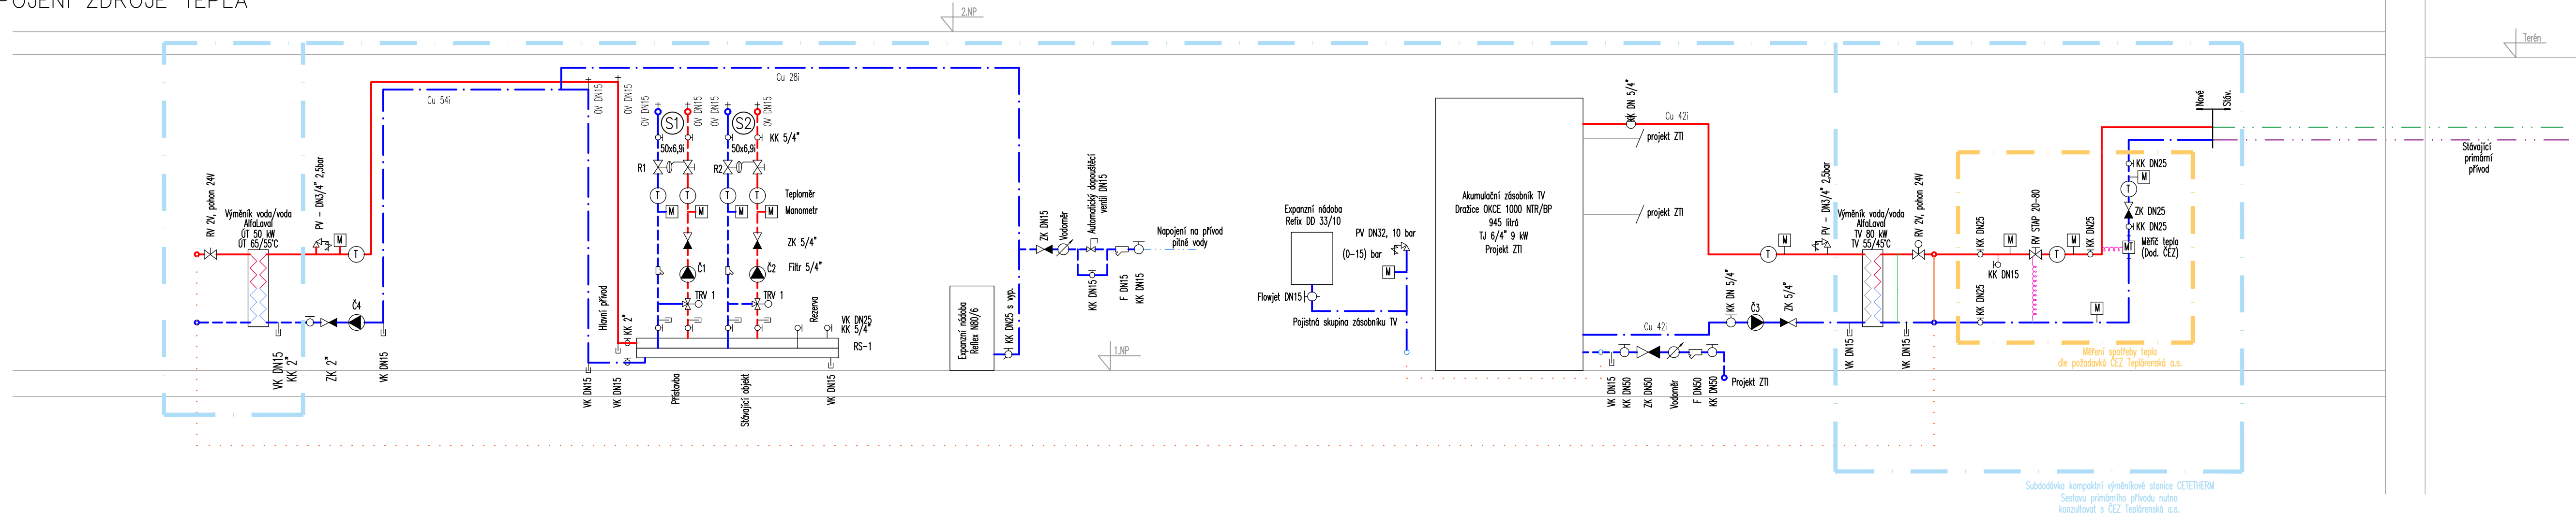 POJENÍ ZDROJE TEPLA
2.NP
Terén
Cu 28i
Cu 54i
OV DN15
OV DN15
OV DN15
OV DN15
OV DN15
OV DN15
S1
S2
KK 5/4"
50x6,9i
50x6,9i
R1
R2
T
T
T
T
Teploměr
M
M
M
M
Manometr
ZK 5/4"
Č1
Č2
Filtr 5/4"
TRV 1
TRV 1
Rezerva
VK DN25
KK 5/4"
RS-1
Hlavní přívod
KK 2"
VK DN15
VK DN15
Přístavba
Stávající objekt
VK DN15
RV 2V, pohon 24V
Výměník voda/voda
AlfaLaval
ÚT 50 kW
ÚT 65/55°C
PV - DN3/4" 2,5bar
M
T
Č4
VK DN15
KK 2"
ZK 2"
VK DN15
Expanzní nádoba
Reflex N80/6
KK DN25 s vyp.
ZK DN15
Vodoměr
Automatický dopouštěcí
ventil DN15
KK DN15
F DN15
KK DN15
Napojení na přívod
pitné vody
1.NP
Expanzní nádoba
Refix DD 33/10
PV DN32, 10 bar
(0-15) bar
M
Flowjet DN15
Pojistná skupina zásobníku TV
Akumulační zásobník TV
Dražice OKCE 1000 NTR/BP
945 litrů
TJ 6/4" 9 kW
Projekt ZTI
KK DN 5/4"
Cu 42i
projekt ZTI
projekt ZTI
T
M
PV - DN3/4" 2,5bar
Výměník voda/voda
AlfaLaval
TV 80 kW
TV 55/45°C
RV 2V, pohon 24V
Cu 42i
KK DN 5/4"
Č3
ZK 5/4"
VK DN15
VK DN15
VK DN15
KK DN50
ZK DN50
Vodoměr
F DN50
KK DN50
Projekt ZTI
KK DN25
M
KK DN15
RV STAP 20-80
T
M
KK DN25
KK DN25
M
KK DN25
M
T
ZK DN25
KK DN25
MT
Měřič tepla
(Dod. ČEZ)
Nové
Stáv.
Stávající
primární
přívod
Měření spotřeby tepla
dle požadavků ČEZ Teplárenská a.s.
Subdodávka kompaktní výměníkové stanice CETETHERM
Sestavu primárního přívodu nutno
konzultovat s ČEZ Teplárenská a.s.